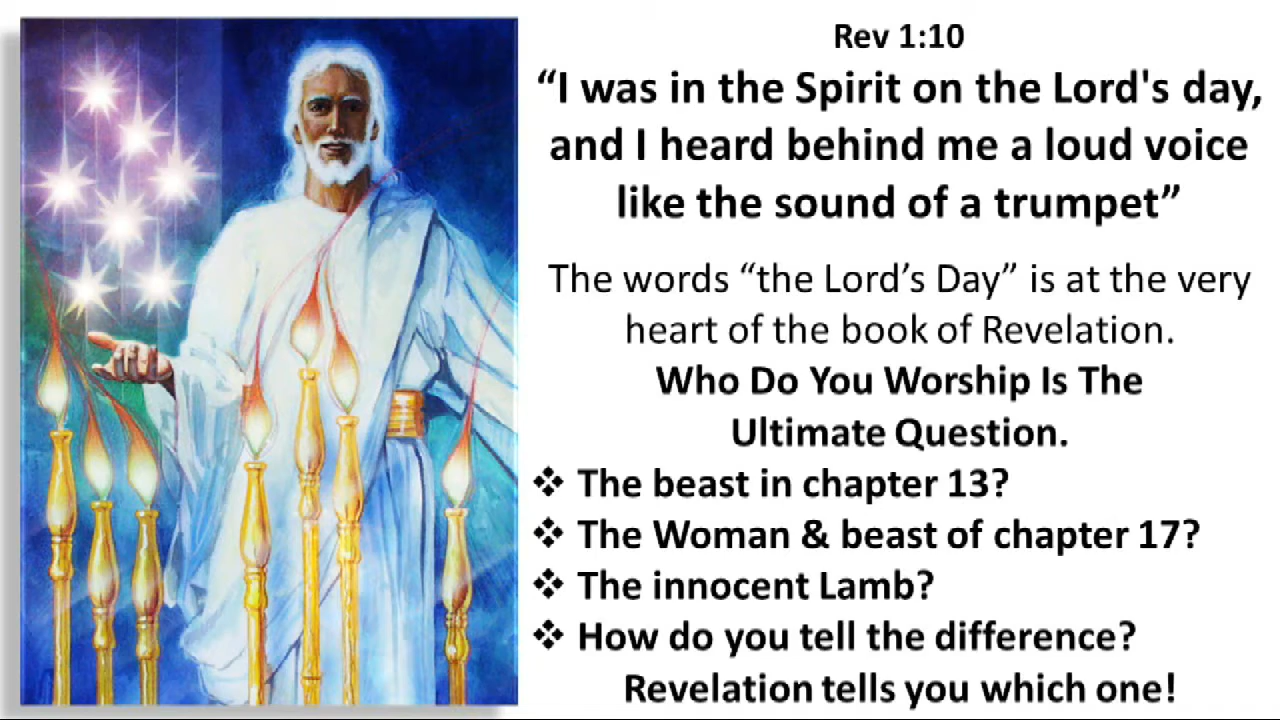 Rev 1:10
“I was in the Spirit on the Lord's day,
and I heard behind me a loud voice
like the sound of a trumpet”
The words “the Lord’s Day” is at the very
heart of the book of Revelation.
Who Do You Worship Is The
Ultimate Question.
❖ The beast in chapter 13?
❖ The Woman & beast of chapter 17?
❖ The innocent Lamb?
❖ How do you tell the difference?
Revelation tells you which one!